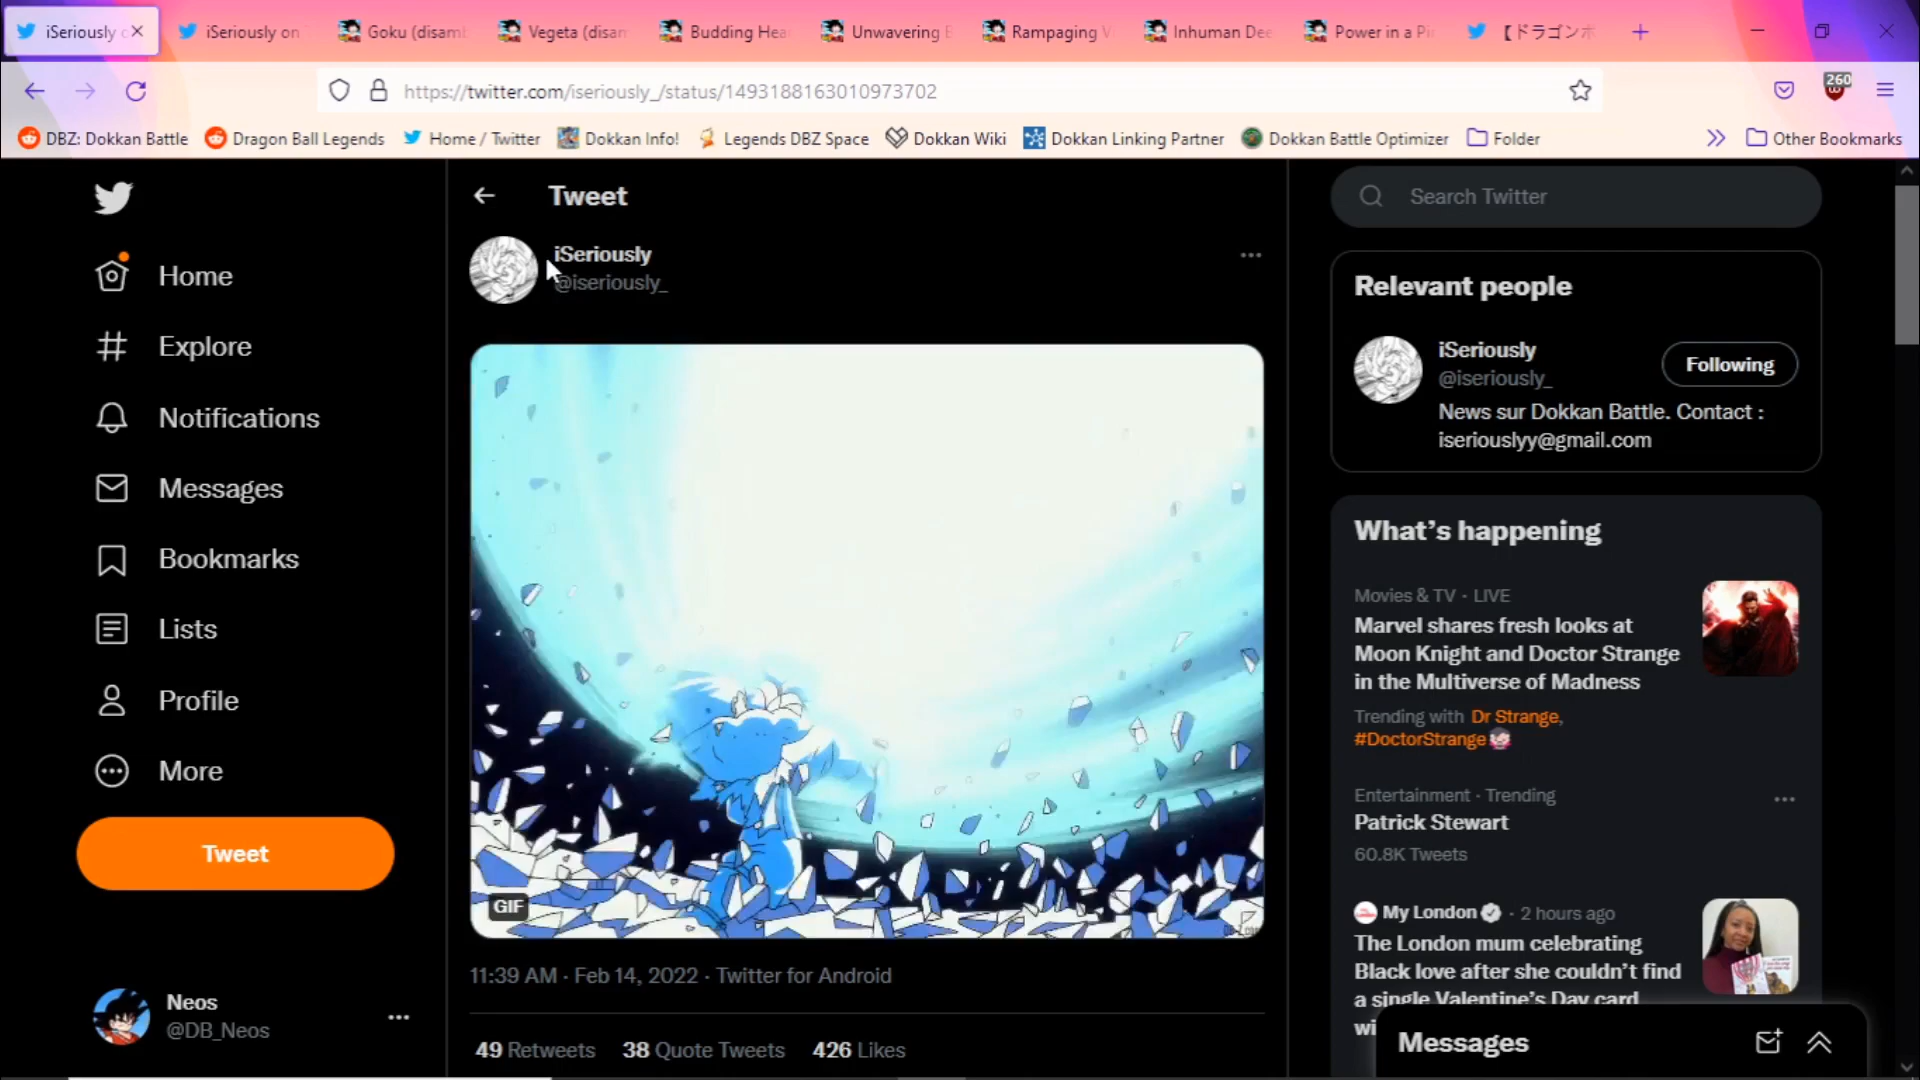 iSeriously
iSeriously on
Goku (disam
Vegeta (disam
Budding Hea
Unwavering
Rampaging
Inhuman Dee
Power in a Pi
【ドラゴンボ
https://twitter.com/iseriously_/status/1493188163010973702
260
DBZ: Dokkan Battle
Dragon Ball Legends
Home / Twitter
Dokkan Info!
Legends DBZ Space
Dokkan Wiki
Dokkan Linking Partner
Dokkan Battle Optimizer
Folder
Other Bookmarks
Home
Explore
Notifications
Messages
Bookmarks
Lists
Profile
More
Tweet
Neos
@DB_Neos
Tweet
iSeriously
@iseriously_
GIF
11:39 AM · Feb 14, 2022 · Twitter for Android
49 Retweets 38 Quote Tweets 426 Likes
Search Twitter
Relevant people
iSeriously
@iseriously_
Following
News sur Dokkan Battle. Contact :
iseriouslyy@gmail.com
What's happening
Movies & TV · LIVE
Marvel shares fresh looks at
Moon Knight and Doctor Strange
in the Multiverse of Madness
Trending with Dr Strange,
#DoctorStrange
Entertainment · Trending
Patrick Stewart
60.8K Tweets
My London · 2 hours ago
The London mum celebrating
Black love after she couldn't find
a single Valentine's Day card
wi
Messages